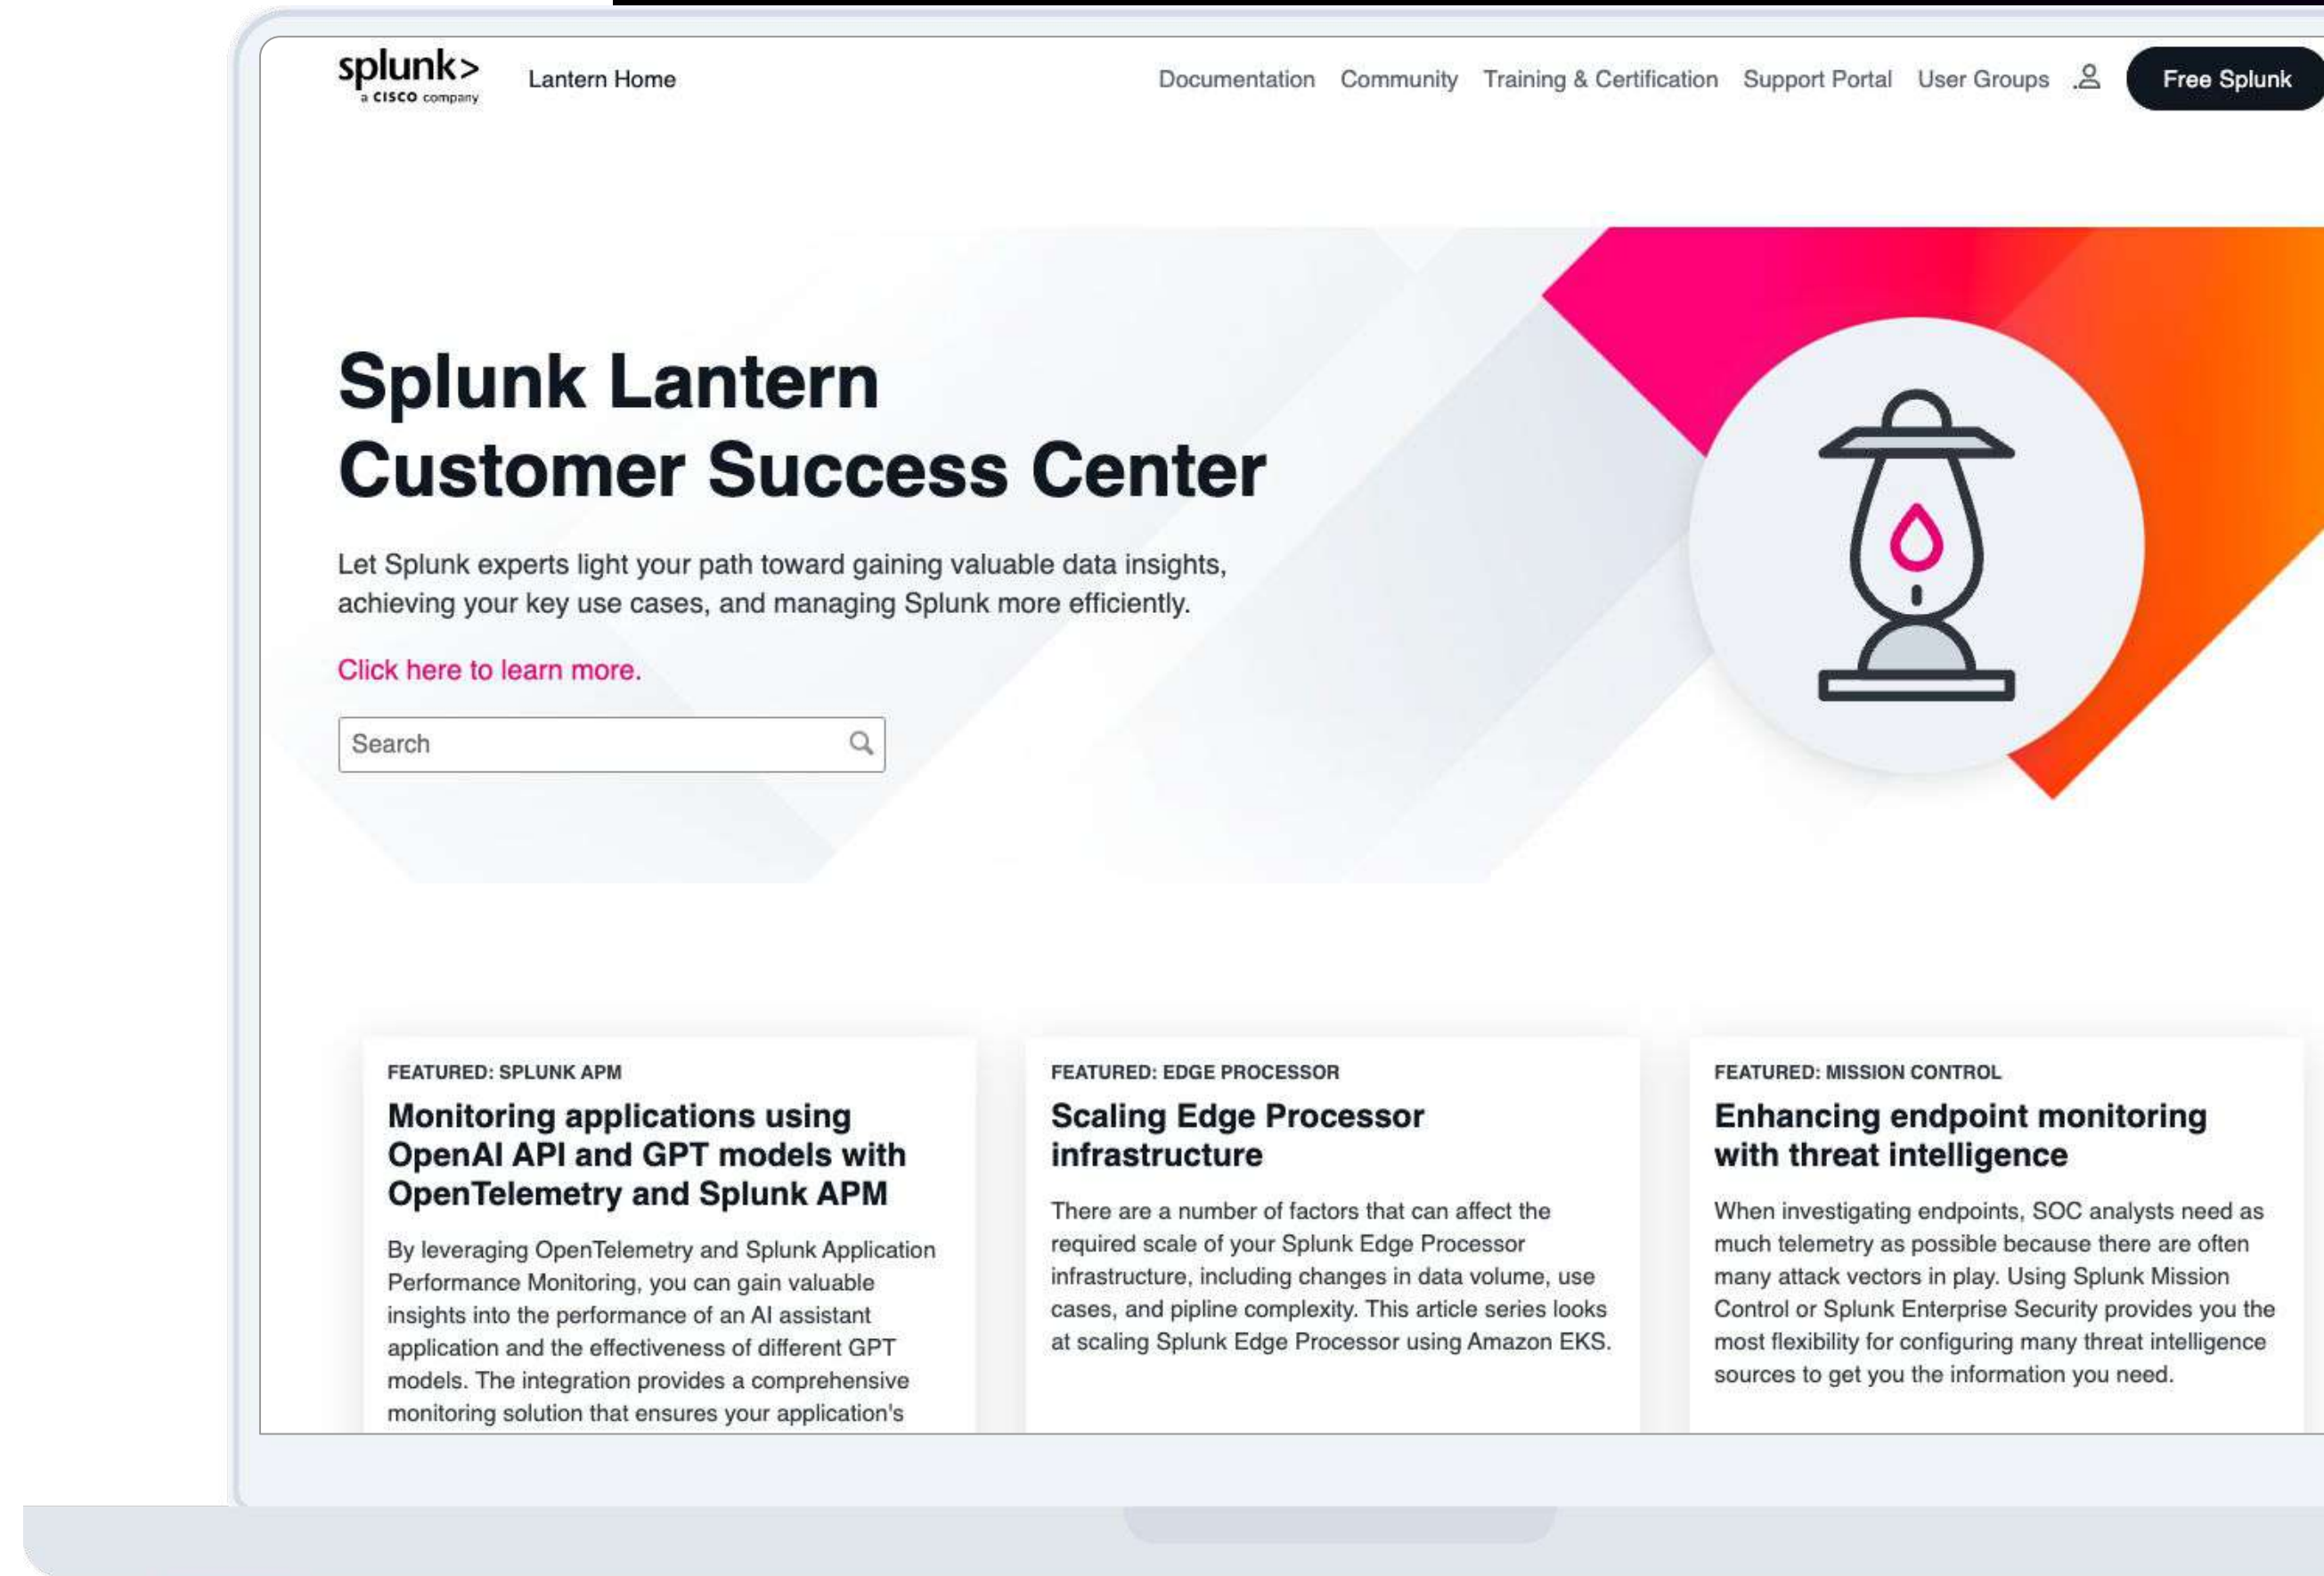 splunk>
a CISCO company
Lantern Home
Documentation Community Training & Certification Support Portal User Groups
Free Splunk
Splunk Lantern
Customer Success Center
Let Splunk experts light your path toward gaining valuable data insights,
achieving your key use cases, and managing Splunk more efficiently.
Click here to learn more.
Search
FEATURED: SPLUNK APM
Monitoring applications using
OpenAI API and GPT models with
OpenTelemetry and Splunk APM
By leveraging OpenTelemetry and Splunk Application
Performance Monitoring, you can gain valuable
insights into the performance of an AI assistant
application and the effectiveness of different GPT
models. The integration provides a comprehensive
monitoring solution that ensures your application's
FEATURED: EDGE PROCESSOR
Scaling Edge Processor
infrastructure
There are a number of factors that can affect the
required scale of your Splunk Edge Processor
infrastructure, including changes in data volume, use
cases, and pipline complexity. This article series looks
at scaling Splunk Edge Processor using Amazon EKS.
FEATURED: MISSION CONTROL
Enhancing endpoint monitoring
with threat intelligence
When investigating endpoints, SOC analysts need as
much telemetry as possible because there are often
many attack vectors in play. Using Splunk Mission
Control or Splunk Enterprise Security provides you the
most flexibility for configuring many threat intelligence
sources to get you the information you need.